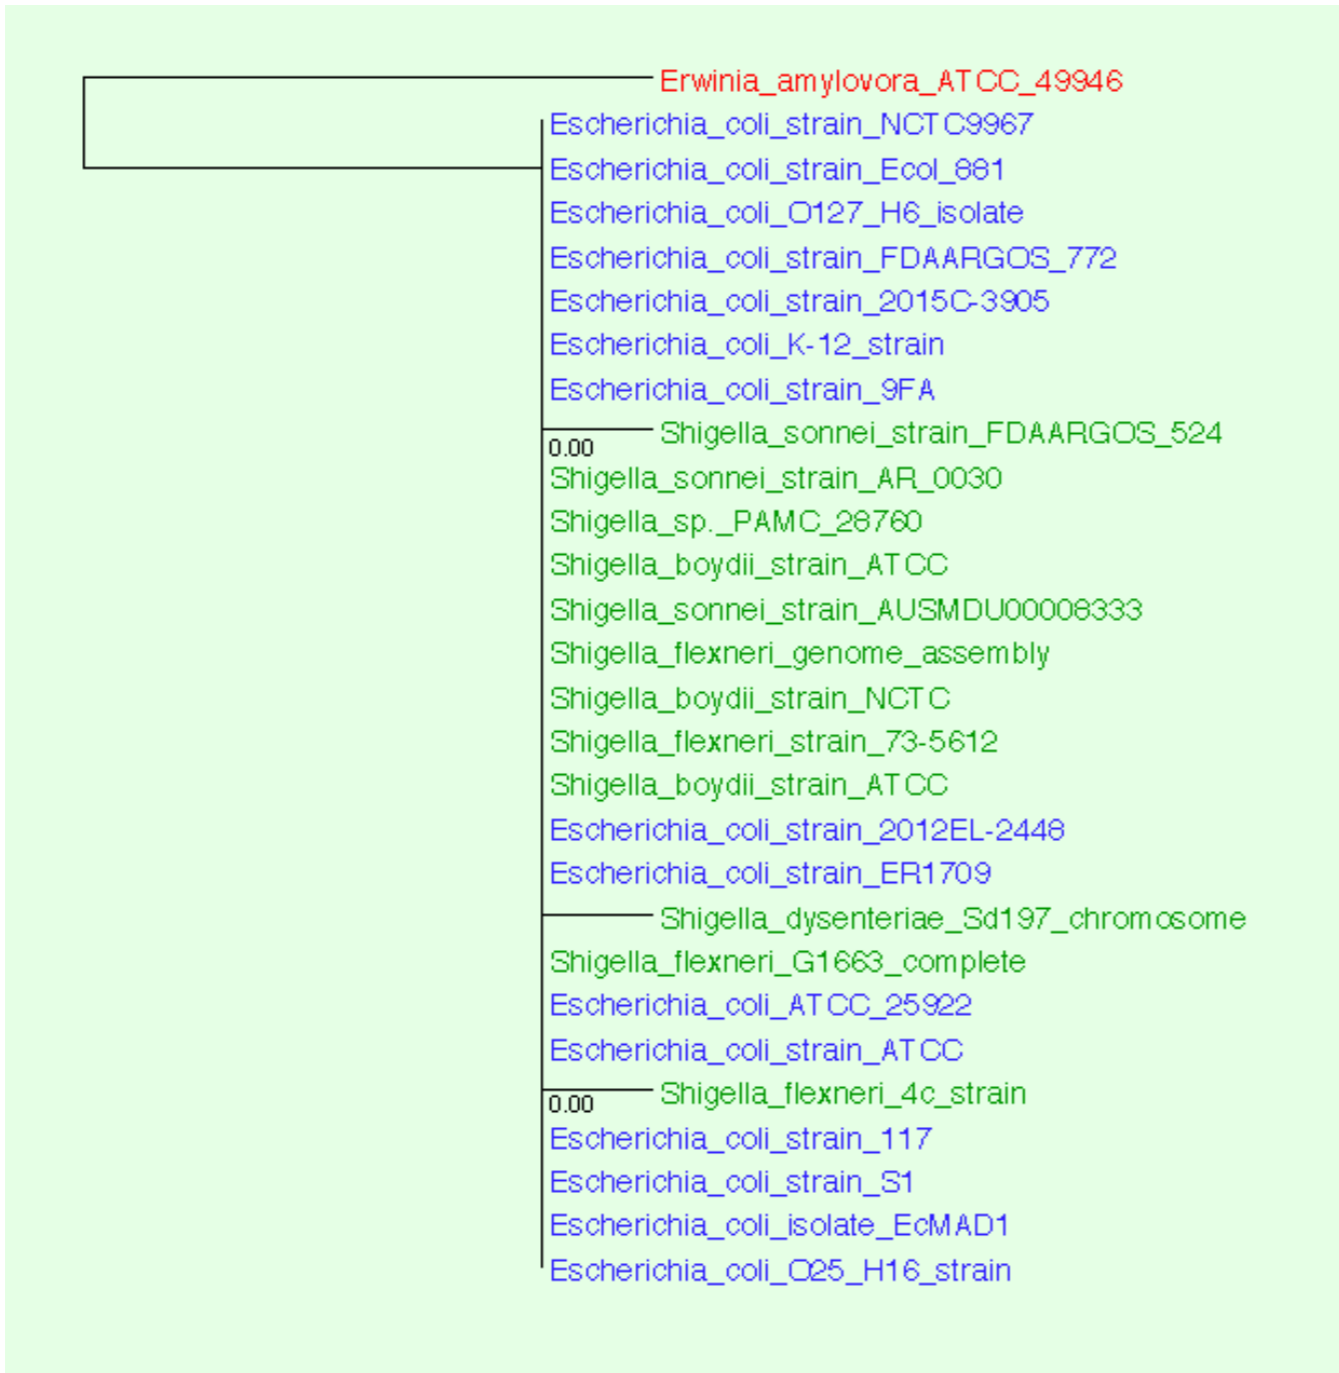 Erwinia_amylovora_ATCC_49946
Escherichia_coli_strain_NCTC9967
Escherichia_coli_strain_Ecol_881
Escherichia_coli_O127_H6_isolate
Escherichia_coli_strain_FDAARGOS_772
Escherichia_coli_strain_2015C-3905
Escherichia_coli_K-12_strain
Escherichia_coli_strain_9FA
Shigella_sonnei_strain_FDAARGOS_524
0.00
Shigella_sonnei_strain_AR_0030
Shigella_sp._PAMC_28760
Shigella_boydii_strain_ATCC
Shigella_sonnei_strain_AUSMDU00008333
Shigella_flexneri_genome_assembly
Shigella_boydii_strain_NCTC
Shigella_flexneri_strain_73-5612
Shigella_boydii_strain_ATCC
Escherichia_coli_strain_2012EL-2448
Escherichia_coli_strain_ER1709
Shigella_dysenteriae_Sd197_chromosome
Shigella_flexneri_G1663_complete
Escherichia_coli_ATCC_25922
Escherichia_coli_strain_ATCC
Shigella_flexneri_4c_strain
0.00
Escherichia_coli_strain_117
Escherichia_coli_strain_S1
Escherichia_coli_isolate_EcMAD1
Escherichia_coli_O25_H16_strain